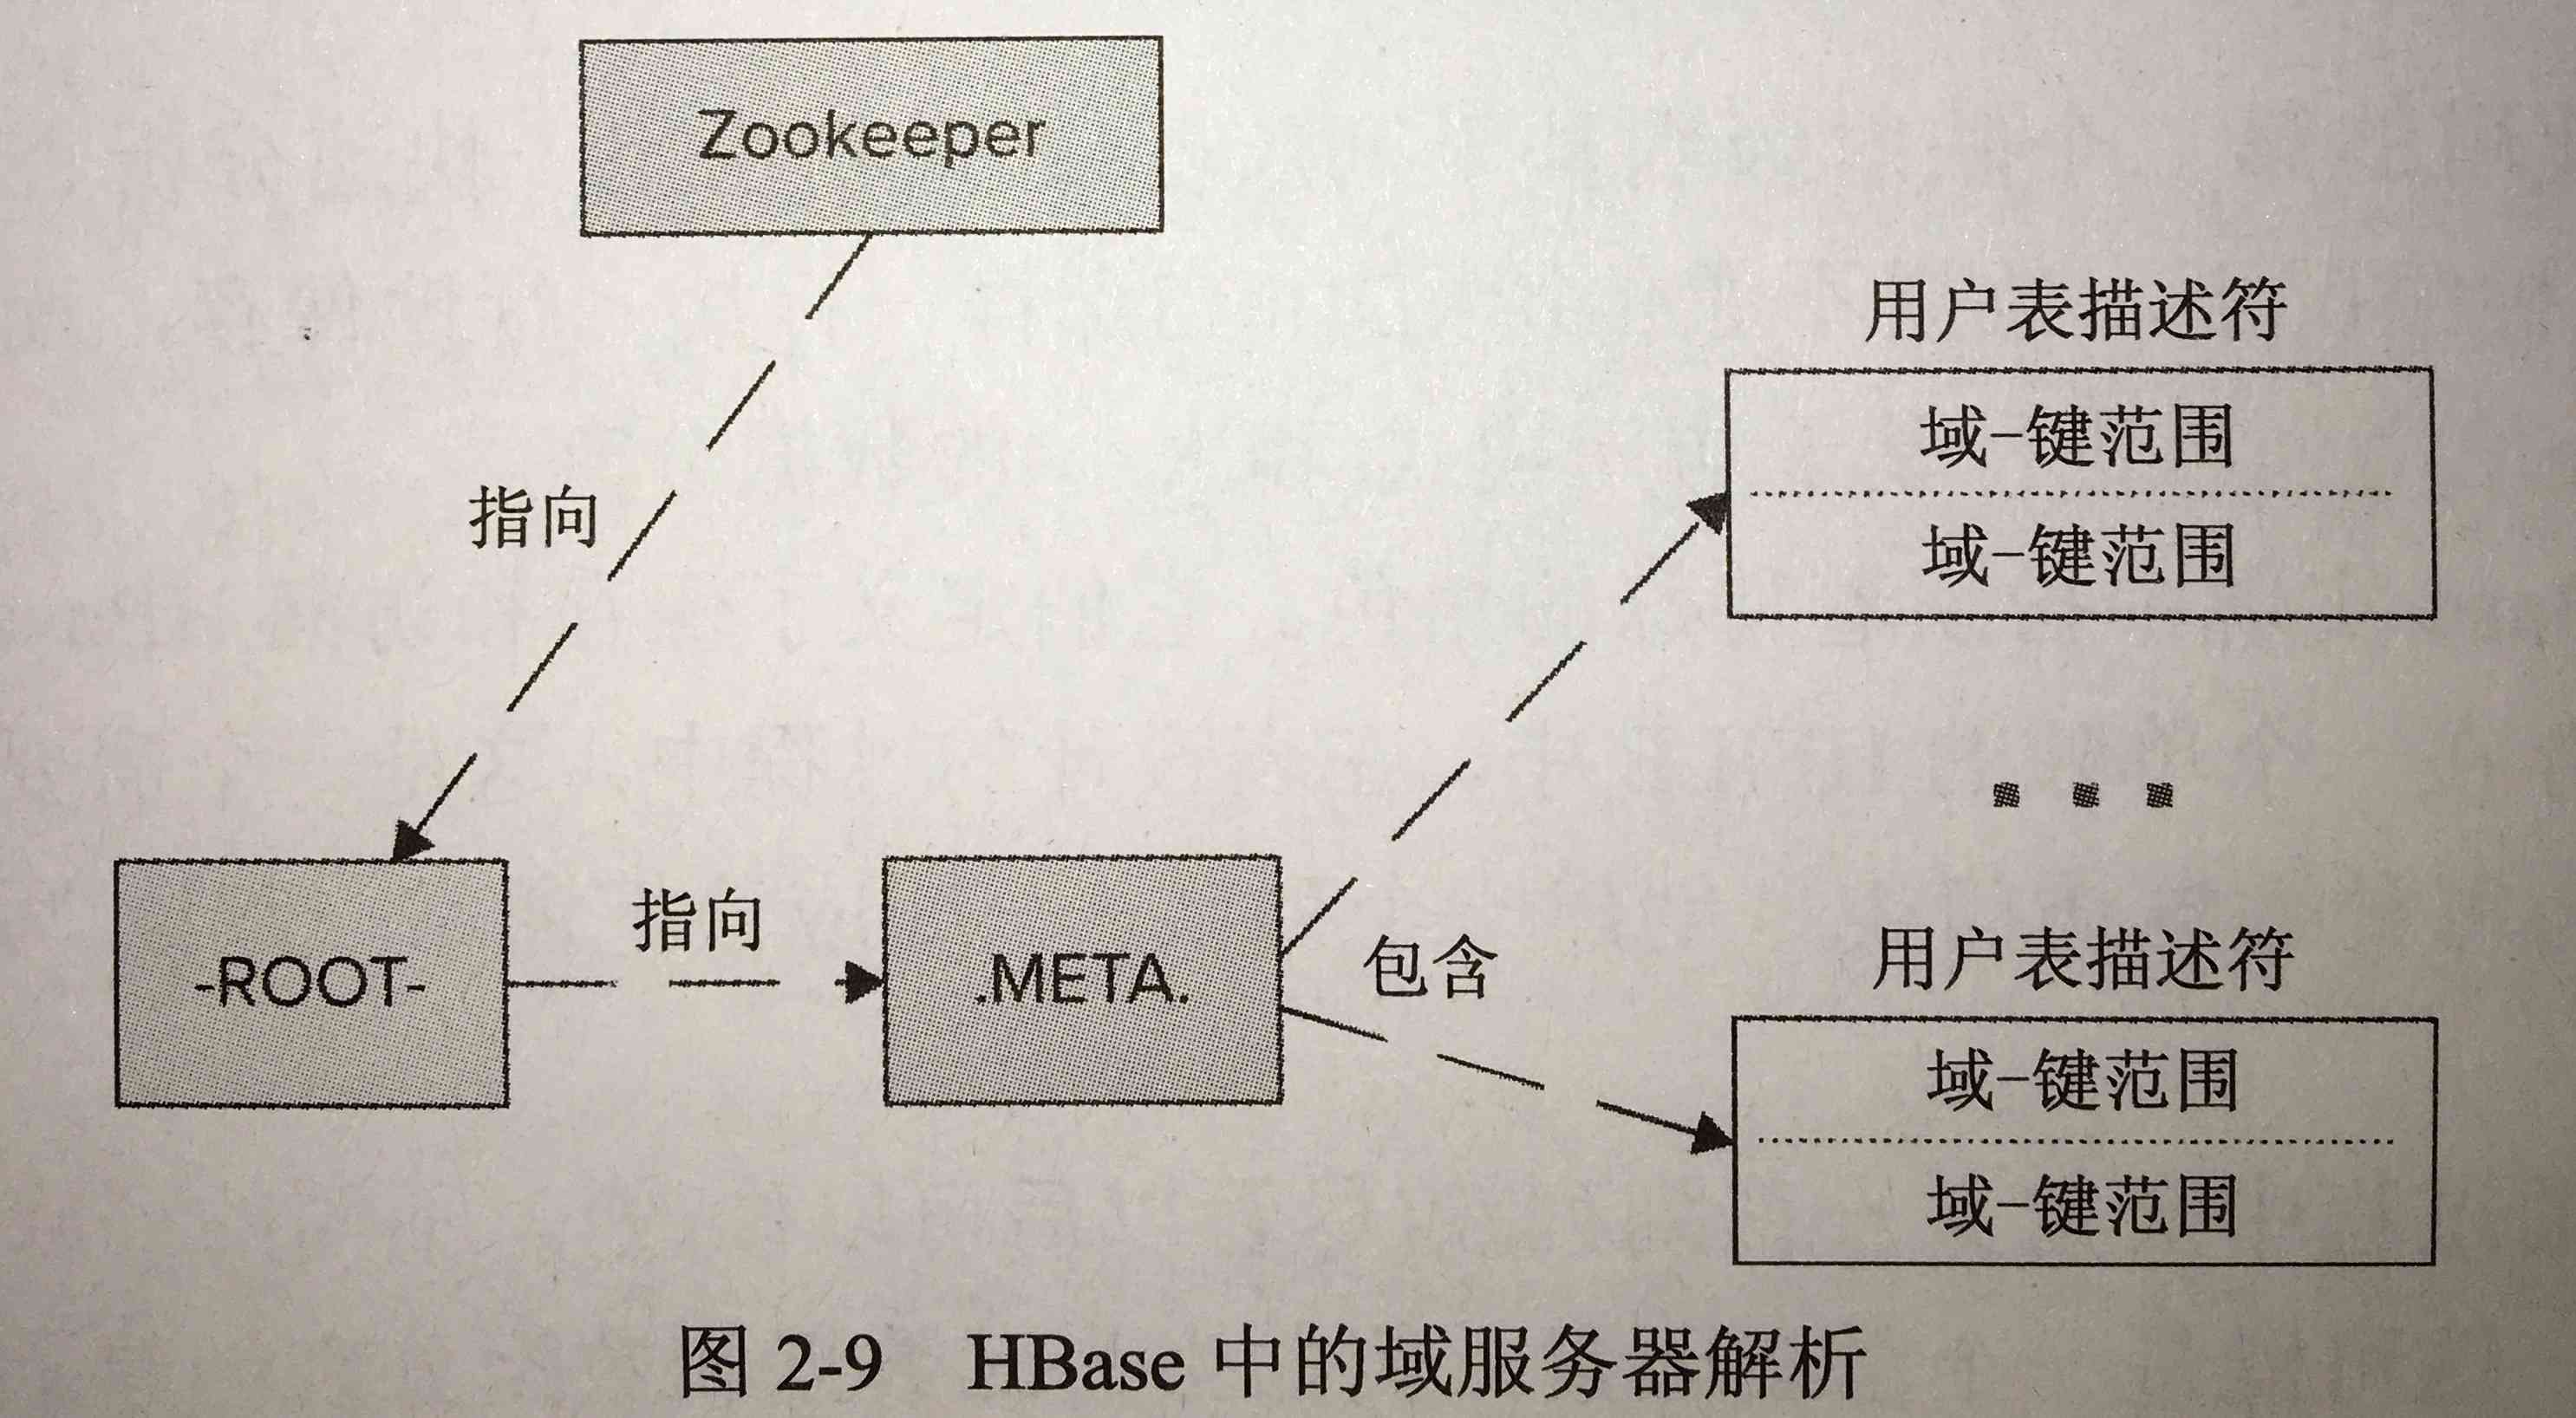 Zookeeper
用户表描述符
域-键范围
域-键范围
指向
指向
-ROOT-
.META.
包含
用户表描述符
域-键范围
域-键范围
图 2-9 HBase 中的域服务器解析